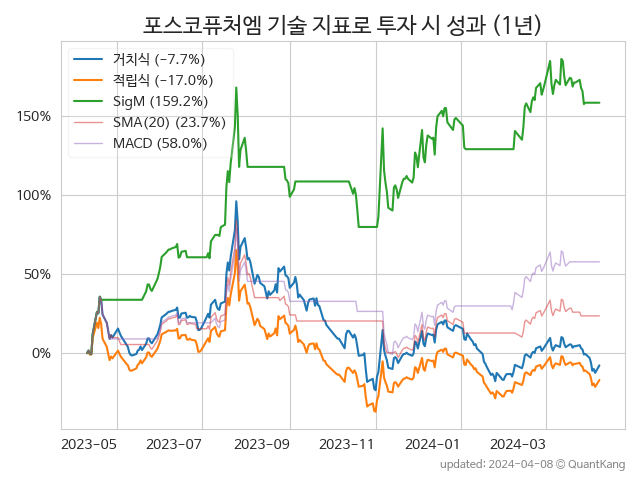 포스코퓨처엠 기술 지표로 투자 시 성과 (1년)
거치식 (-7.7%)
적립식 (-17.0%)
SigM (159.2%)
SMA(20) (23.7%)
MACD (58.0%)
150%
100%
50%
0%
2023-05 2023-07 2023-09 2023-11 2024-01 2024-03
updated: 2024-04-08 © QuantKang